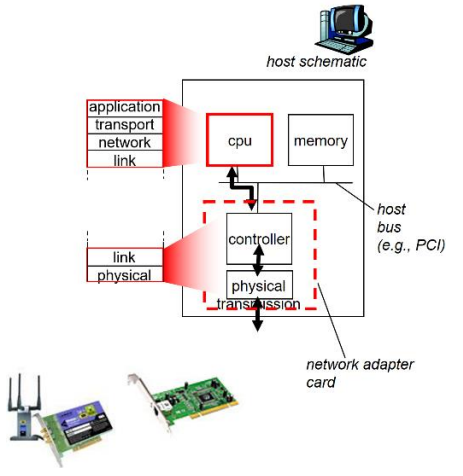 host schematic
application
transport
network
link
cpu
memory
host
bus
(e.g., PCI)
controller
link
physical
physical
transmission
network adapter
card